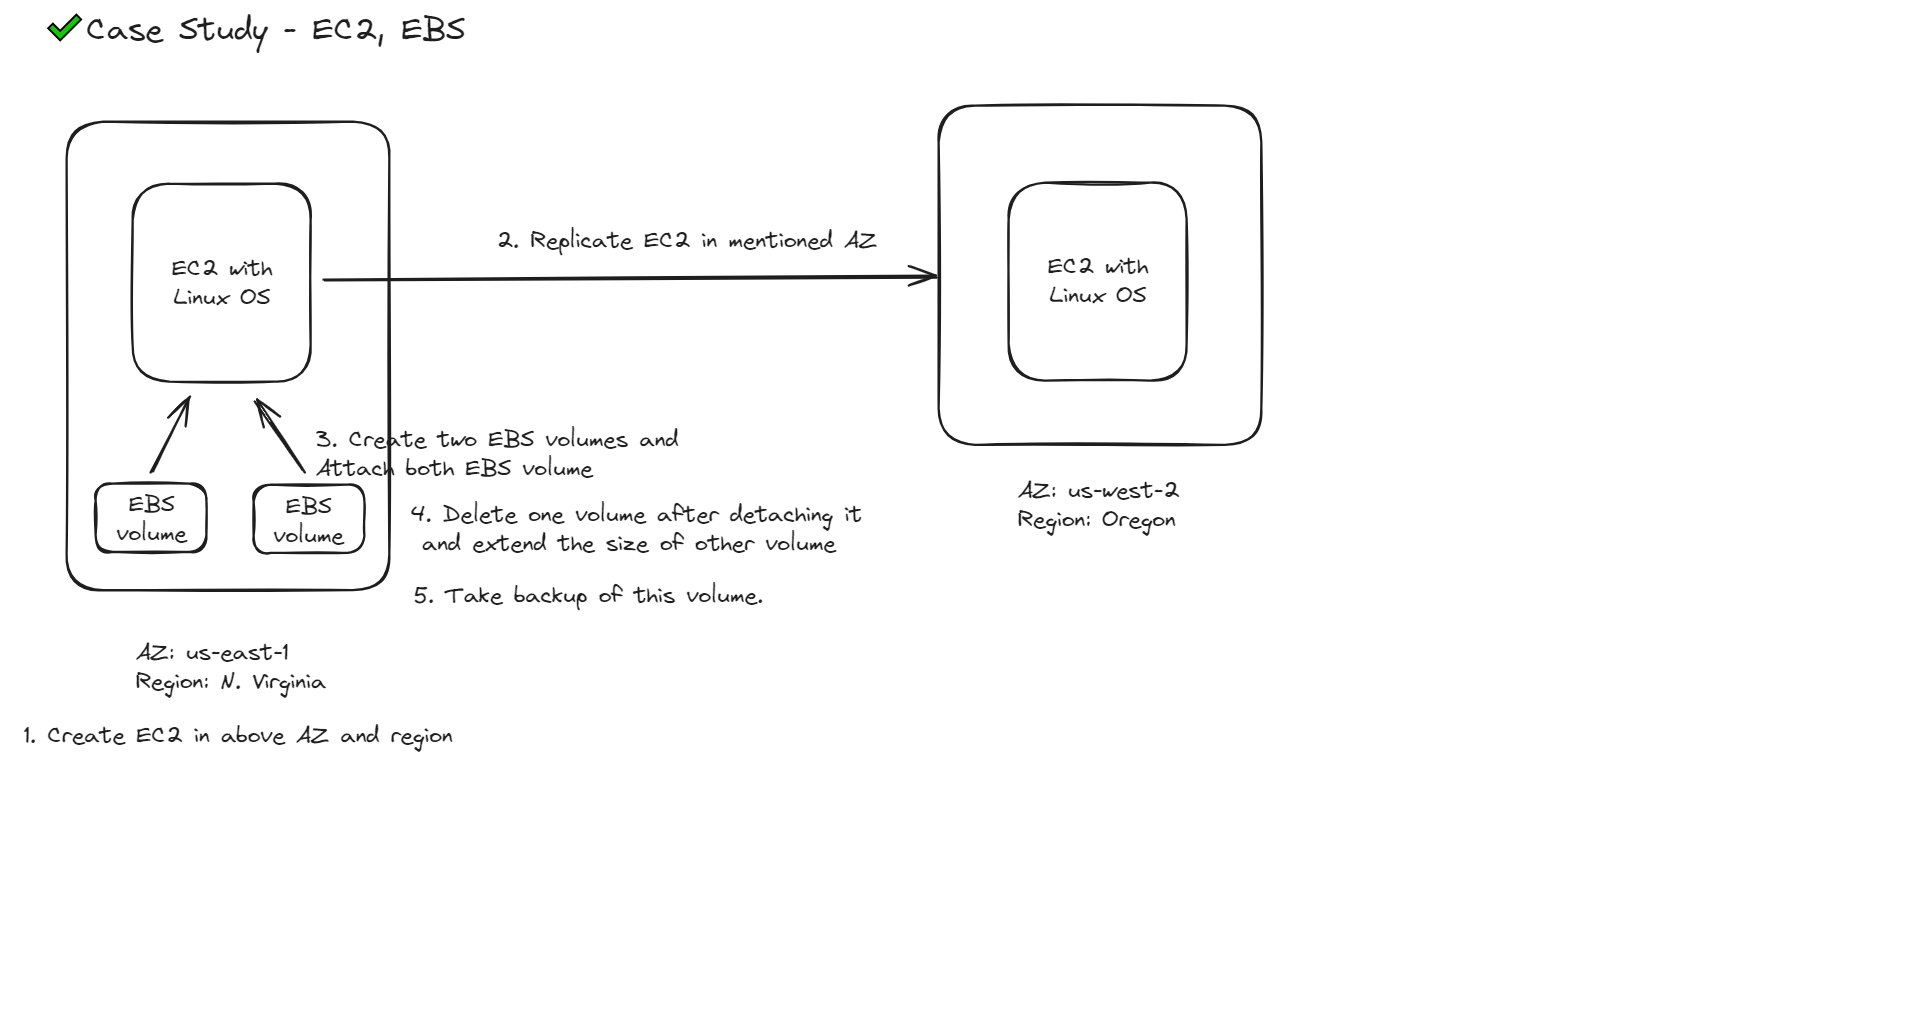 Case Study - EC2, EBS
2. Replicate EC2 in mentioned AZ
EC2 with
Linux OS
EC2 with
Linux OS
3. Create two EBS volumes and
Attach both EBS volume
EBS
volume
EBS
volume
4. Delete one volume after detaching it
and extend the size of other volume
5. Take backup of this volume.
AZ: us-west-2
Region: Oregon
AZ: us-east-1
Region: N. Virginia
1. Create EC2 in above AZ and region